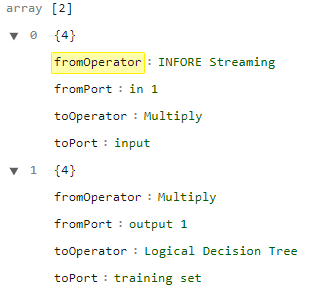 array [2]
▼ 0 {4}
fromOperator : INFORE Streaming
fromPort : in 1
toOperator : Multiply
toPort : input
▼ 1 {4}
fromOperator : Multiply
fromPort : output 1
toOperator : Logical Decision Tree
toPort : training set